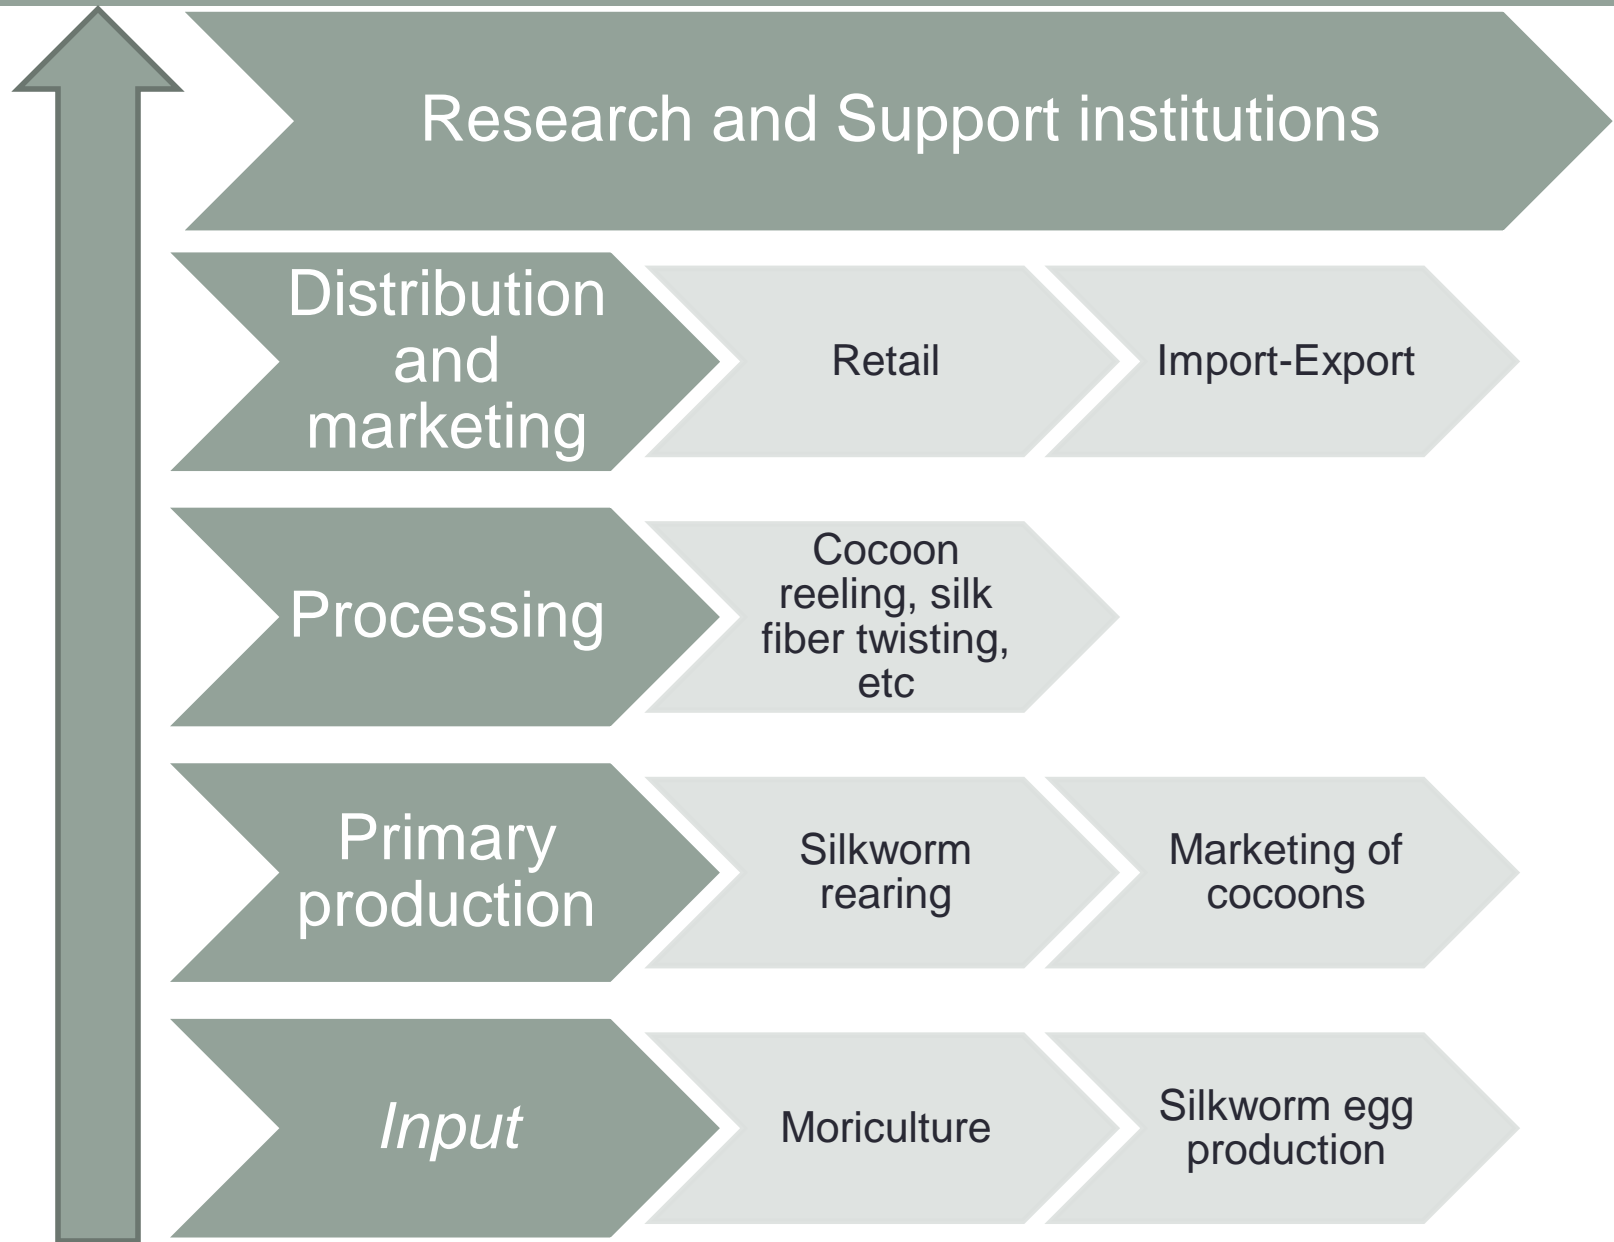 Research and Support institutions
Distribution
and
marketing
Retail
Import-Export
Processing
Cocoon
reeling, silk
fiber twisting,
etc
Primary
production
Silkworm
rearing
Marketing of
cocoons
Input
Moriculture
Silkworm egg
production